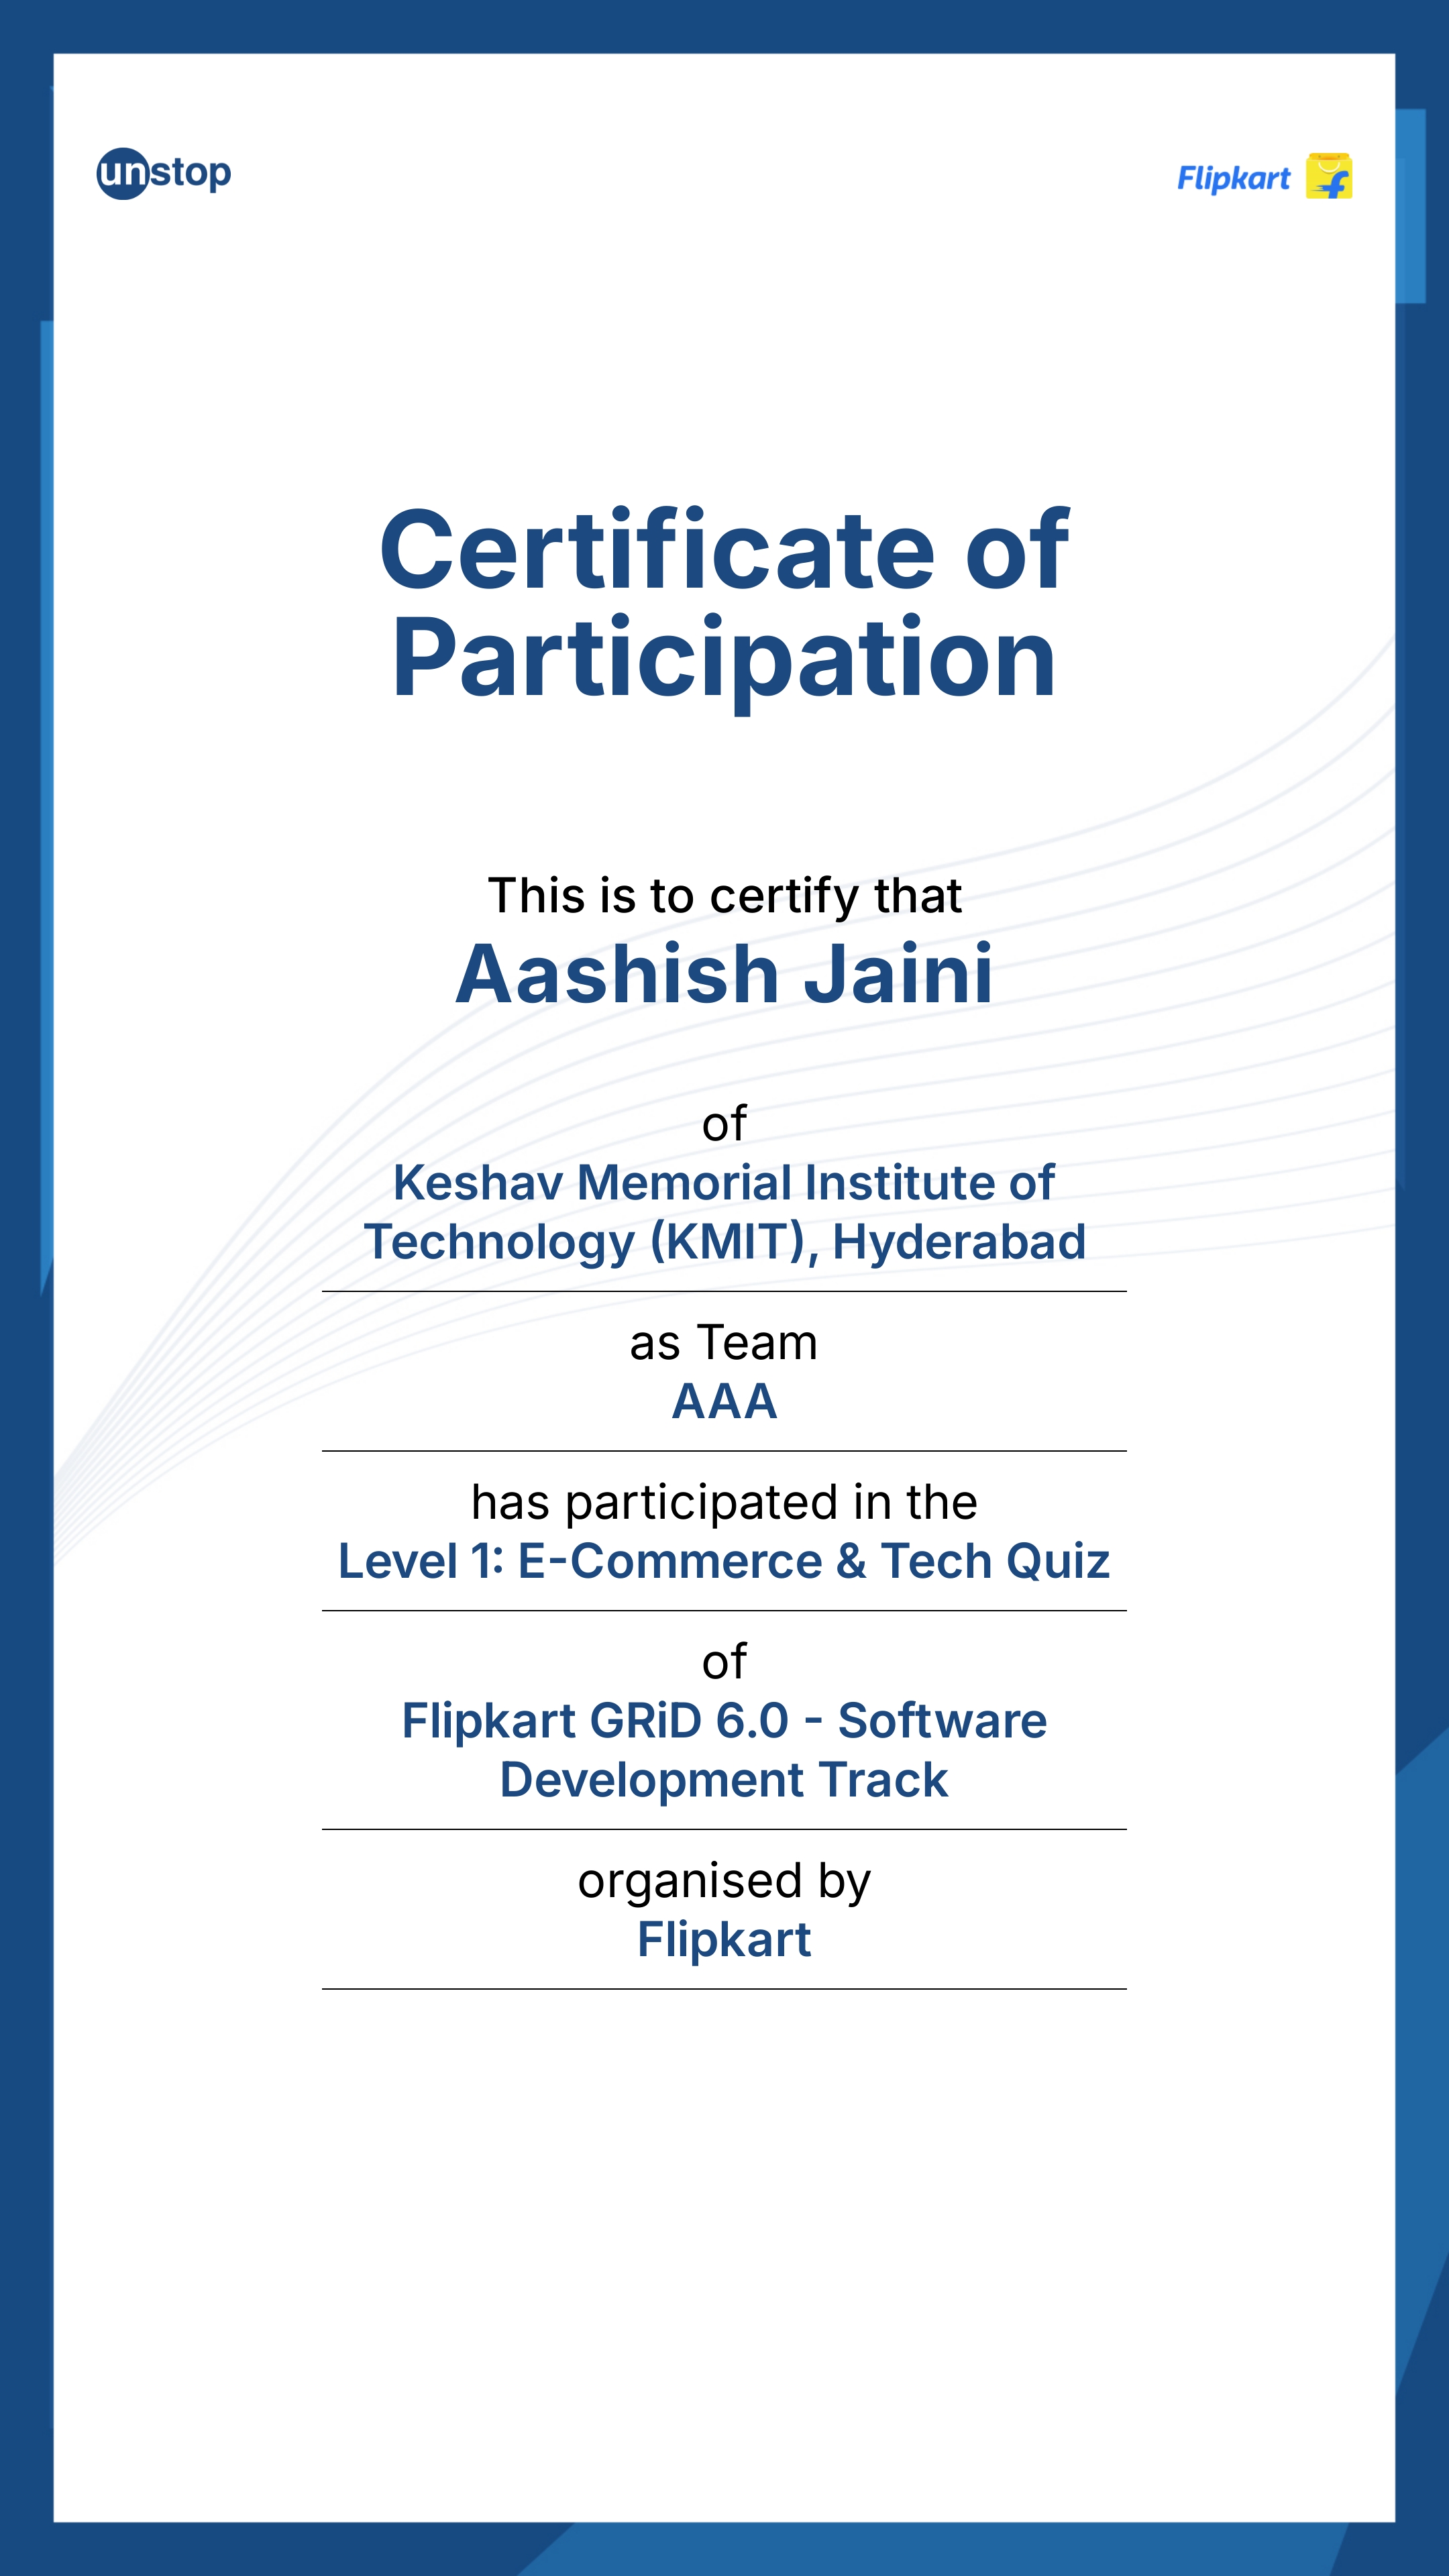 unstop
Flipkart
Certificate of
Participation
This is to certify that
Aashish Jaini
of
Keshav Memorial Institute of
Technology (KMIT), Hyderabad
as Team
AAA
has participated in the
Level 1: E-Commerce & Tech Quiz
of
Flipkart GRiD 6.0 - Software
Development Track
organised by
Flipkart